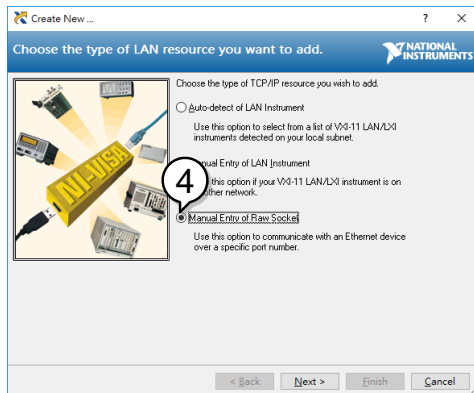 Create New ...
? ×
Choose the type of LAN resource you want to add.
NATIONAL
INSTRUMENTS
Choose the type of TCP/IP resource you wish to add.
Auto-detect of LAN Instrument
Use this option to select from a list of VXI-11 LAN/LXI
instruments detected on your local subnet.
Entry of LAN Instrument
this option if your VXI-11 LAN/LXI instrument is on
network.
4
Manual Entry of Raw Socket
Use this option to communicate with an Ethernet device
over a specific port number.
NI-VISA
< Back Next > Finish Cancel